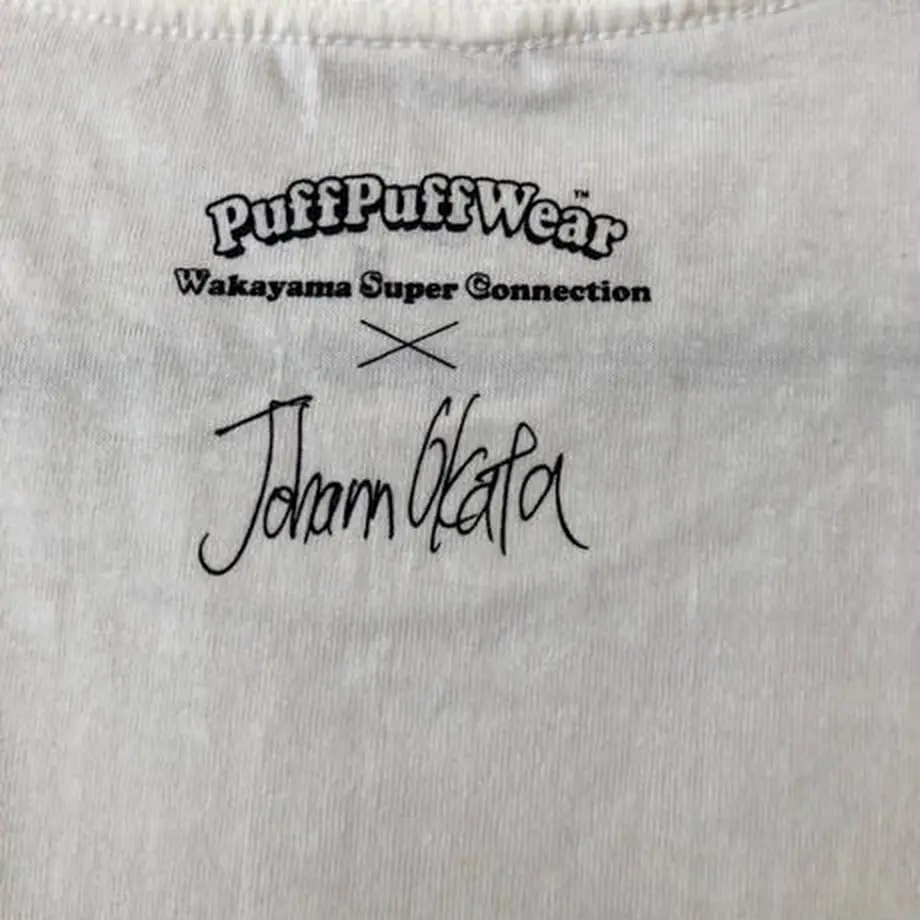 PuffPuffWear™
Wakayama Super Connection
X
Johann Okata